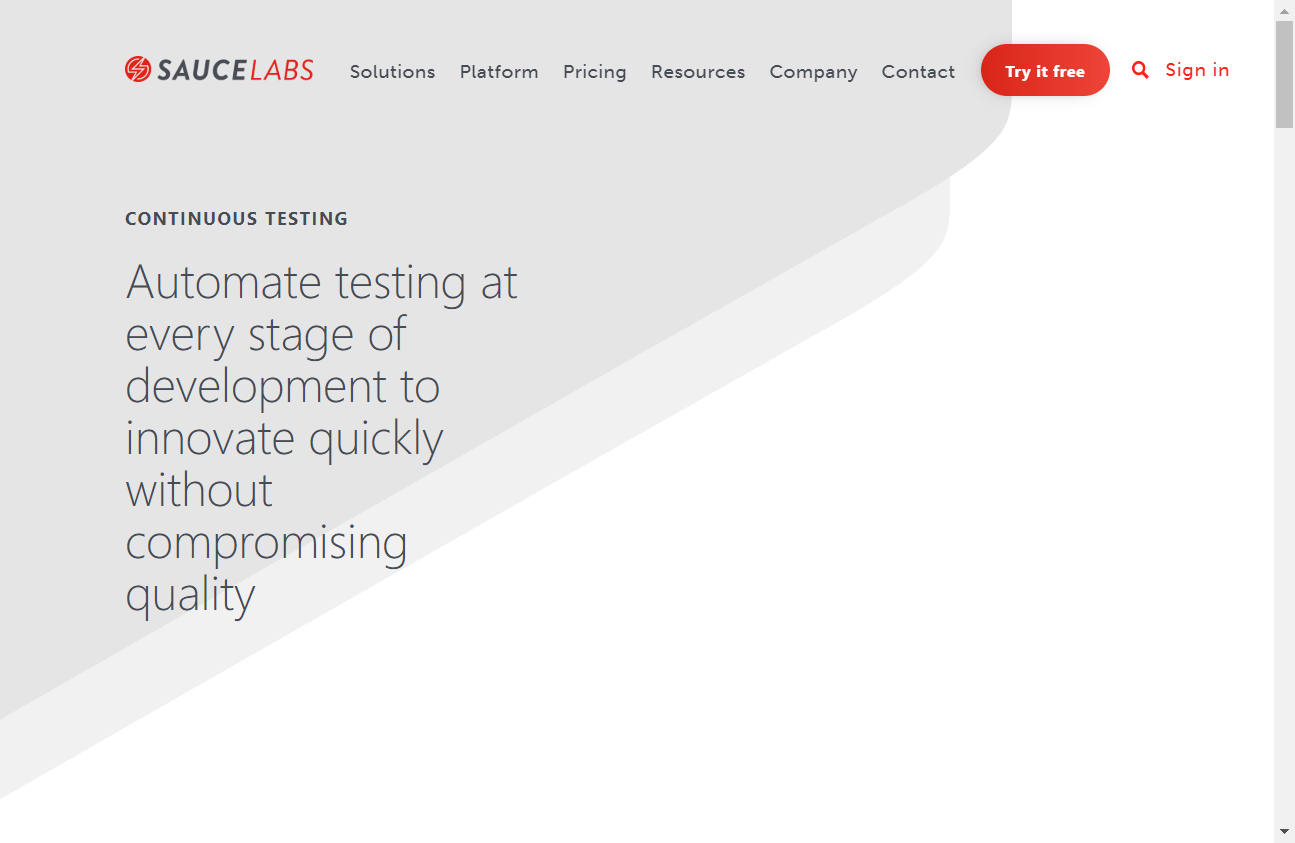 SAUCELABS Solutions Platform Pricing Resources Company Contact Try it free Sign in
CONTINUOUS TESTING
Automate testing at
every stage of
development to
innovate quickly
without
compromising
quality